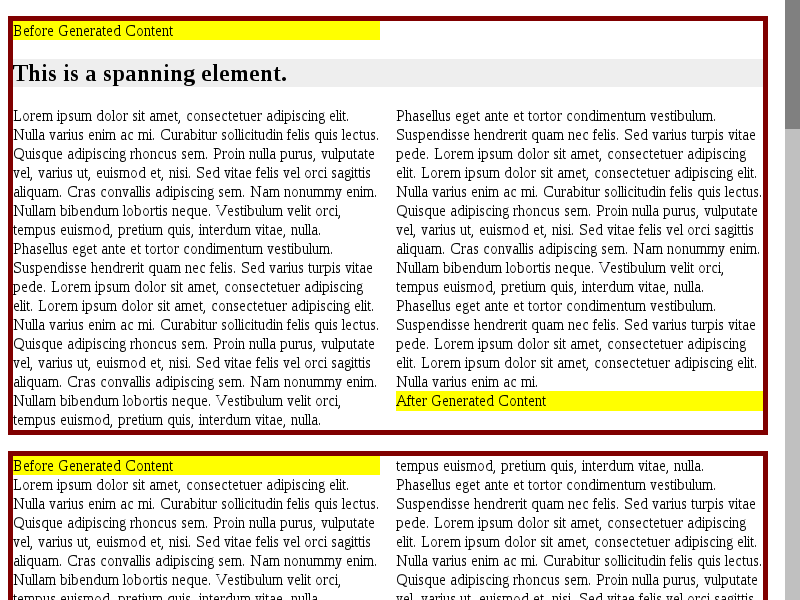 Before Generated Content
This is a spanning element.
Lorem ipsum dolor sit amet, consectetuer adipiscing elit.
Nulla varius enim ac mi. Curabitur sollicitudin felis quis lectus.
Quisque adipiscing rhoncus sem. Proin nulla purus, vulputate
vel, varius ut, euismod et, nisi. Sed vitae felis vel orci sagittis
aliquam. Cras convallis adipiscing sem. Nam nonummy enim.
Nullam bibendum lobortis neque. Vestibulum velit orci,
tempus euismod, pretium quis, interdum vitae, nulla.
Phasellus eget ante et tortor condimentum vestibulum.
Suspendisse hendrerit quam nec felis. Sed varius turpis vitae
pede. Lorem ipsum dolor sit amet, consectetuer adipiscing
elit. Lorem ipsum dolor sit amet, consectetuer adipiscing elit.
Nulla varius enim ac mi. Curabitur sollicitudin felis quis lectus.
Quisque adipiscing rhoncus sem. Proin nulla purus, vulputate
vel, varius ut, euismod et, nisi. Sed vitae felis vel orci sagittis
aliquam. Cras convallis adipiscing sem. Nam nonummy enim.
Nullam bibendum lobortis neque. Vestibulum velit orci,
tempus euismod, pretium quis, interdum vitae, nulla.
Phasellus eget ante et tortor condimentum vestibulum.
Suspendisse hendrerit quam nec felis. Sed varius turpis vitae
pede. Lorem ipsum dolor sit amet, consectetuer adipiscing
elit. Lorem ipsum dolor sit amet, consectetuer adipiscing elit.
Nulla varius enim ac mi. Curabitur sollicitudin felis quis lectus.
Quisque adipiscing rhoncus sem. Proin nulla purus, vulputate
vel, varius ut, euismod et, nisi. Sed vitae felis vel orci sagittis
aliquam. Cras convallis adipiscing sem. Nam nonummy enim.
Nullam bibendum lobortis neque. Vestibulum velit orci,
tempus euismod, pretium quis, interdum vitae, nulla.
Phasellus eget ante et tortor condimentum vestibulum.
Suspendisse hendrerit quam nec felis. Sed varius turpis vitae
pede. Lorem ipsum dolor sit amet, consectetuer adipiscing
elit. Lorem ipsum dolor sit amet, consectetuer adipiscing elit.
Nulla varius enim ac mi.
After Generated Content
Before Generated Content
Lorem ipsum dolor sit amet, consectetuer adipiscing elit.
Nulla varius enim ac mi. Curabitur sollicitudin felis quis lectus.
Quisque adipiscing rhoncus sem. Proin nulla purus, vulputate
vel, varius ut, euismod et, nisi. Sed vitae felis vel orci sagittis
aliquam. Cras convallis adipiscing sem. Nam nonummy enim.
Nullam bibendum lobortis neque. Vestibulum velit orci,
tempus euismod, pretium quis, interdum vitae, nulla.
tempus euismod, pretium quis, interdum vitae, nulla.
Phasellus eget ante et tortor condimentum vestibulum.
Suspendisse hendrerit quam nec felis. Sed varius turpis vitae
pede. Lorem ipsum dolor sit amet, consectetuer adipiscing
elit. Lorem ipsum dolor sit amet, consectetuer adipiscing elit.
Nulla varius enim ac mi. Curabitur sollicitudin felis quis lectus.
Quisque adipiscing rhoncus sem. Proin nulla purus, vulputate
vel, varius ut, euismod et, nisi. Sed vitae felis vel orci sagittis